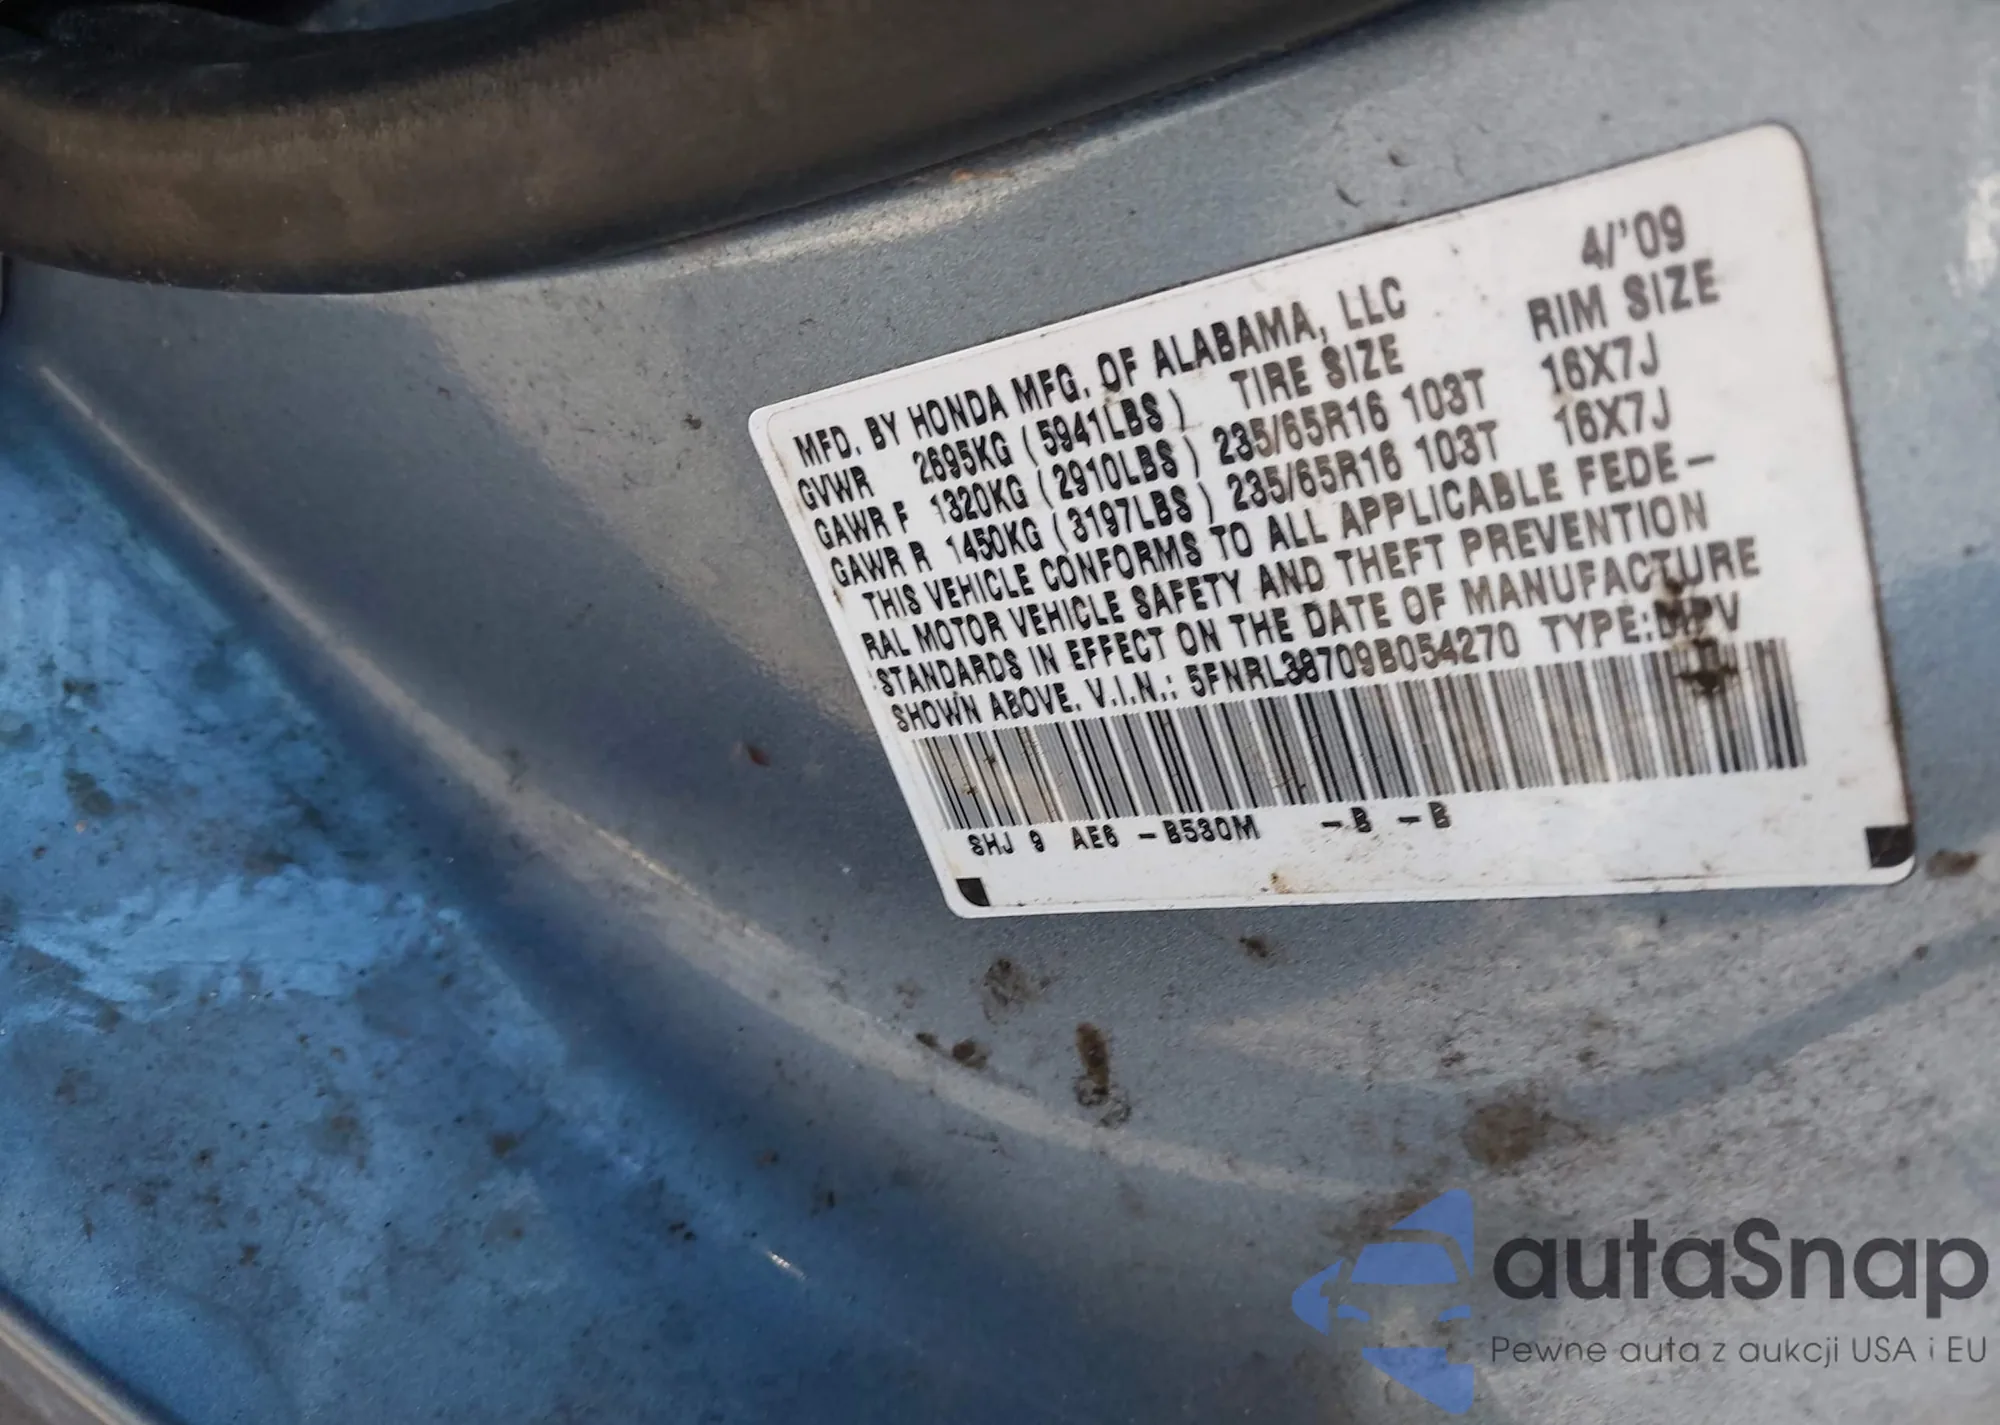 4/'09
MFD. BY HONDA MFG. OF ALABAMA, LLC
GVWR 2695KG (5941LBS) TIRE SIZE RIM SIZE
GAWR F 1320KG (2910LBS) 235/65R16 103T 16X7J
GAWR R 1450KG (3197LBS) 235/65R16 103T 16X7J
THIS VEHICLE CONFORMS TO ALL APPLICABLE FEDE-
RAL MOTOR VEHICLE SAFETY AND THEFT PREVENTION
STANDARDS IN EFFECT ON THE DATE OF MANUFACTURE
SHOWN ABOVE. V.I.N.: 5FNRL38709B054270 TYPE:MPV
SHJ 9 AE6 -B530M -B -B
autaSnap
Pewne auta z aukcji USA i EU